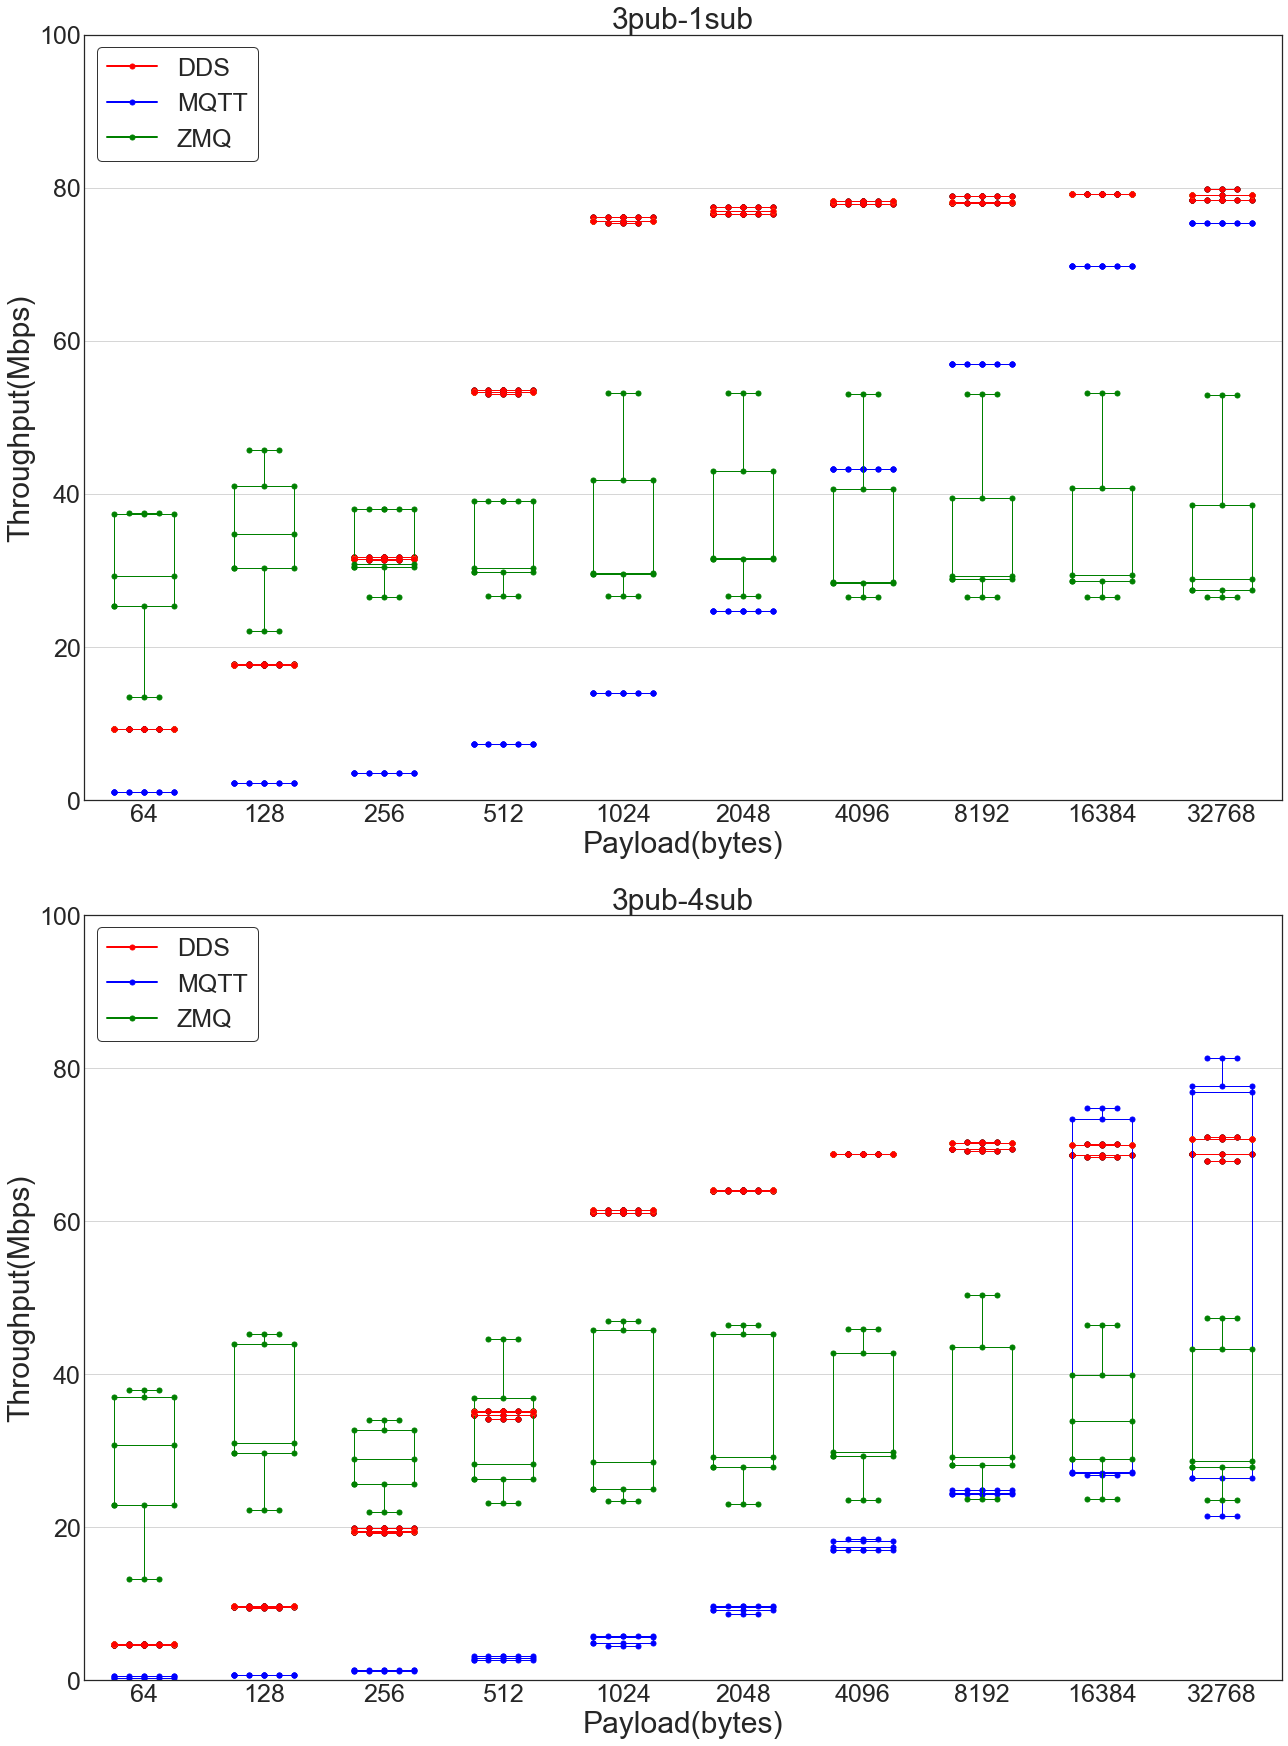 3pub-1sub
100
80
60
40
20
0
DDS
MQTT
ZMQ
Throughput(Mbps)
64 128 256 512 1024 2048 4096 8192 16384 32768
Payload(bytes)
3pub-4sub
100
80
60
40
20
0
DDS
MQTT
ZMQ
Throughput(Mbps)
64 128 256 512 1024 2048 4096 8192 16384 32768
Payload(bytes)